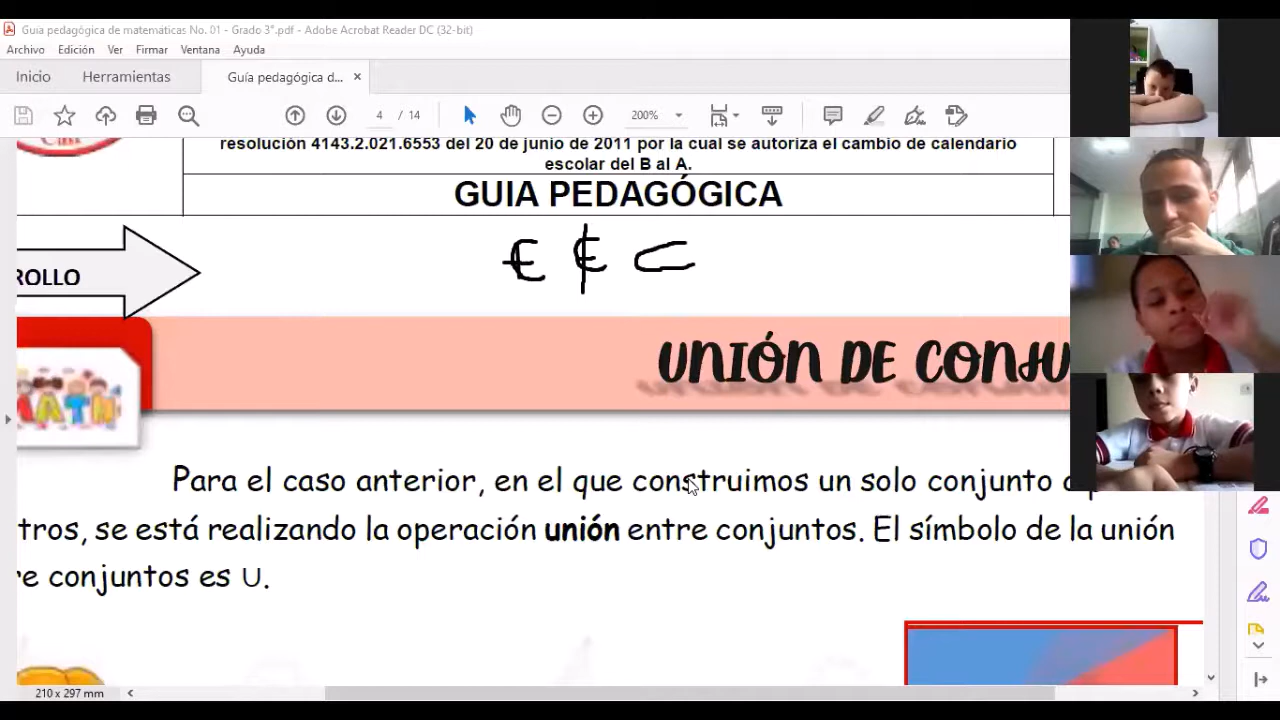 Guía pedagógica de matemáticas No. 01 - Grado 3°.pdf - Adobe Acrobat Reader DC (32-bit)
Archivo Edición Ver Firmar Ventana Ayuda
Inicio Herramientas Guía pedagógica d... ×
4 / 14 200%
resolución 4143.2.021.6553 del 20 de junio de 2011 por la cual se autoriza el cambio de calendario
escolar del B al A.
GUIA PEDAGÓGICA
∈ ∉ ⊂
ROLLO
UNIÓN DE CONJU
MATH
Para el caso anterior, en el que construimos un solo conjunto
tros, se está realizando la operación unión entre conjuntos. El símbolo de la unión
re conjuntos es U.
210 x 297 mm